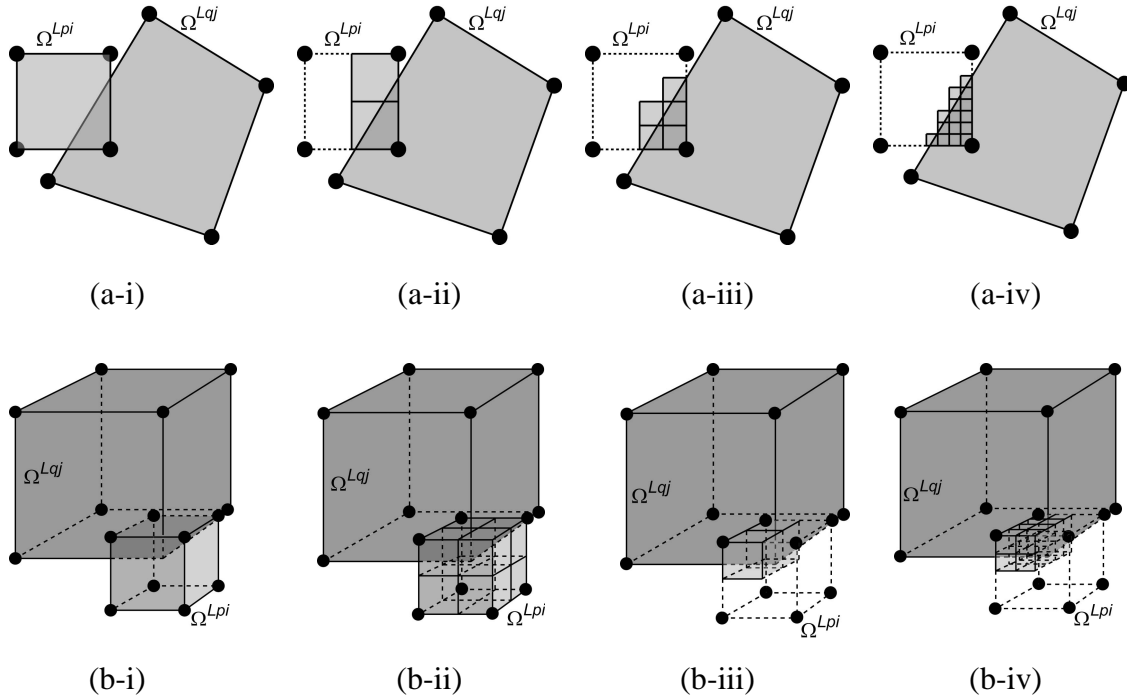 Ω^Lpi Ω^Lqj Ω^Lpi Ω^Lqj Ω^Lpi Ω^Lqj Ω^Lpi Ω^Lqj
(a-i) (a-ii) (a-iii) (a-iv)
Ω^Lqj Ω^Lqj Ω^Lqj Ω^Lqj
Ω^Lpi Ω^Lpi Ω^Lpi Ω^Lpi
(b-i) (b-ii) (b-iii) (b-iv)